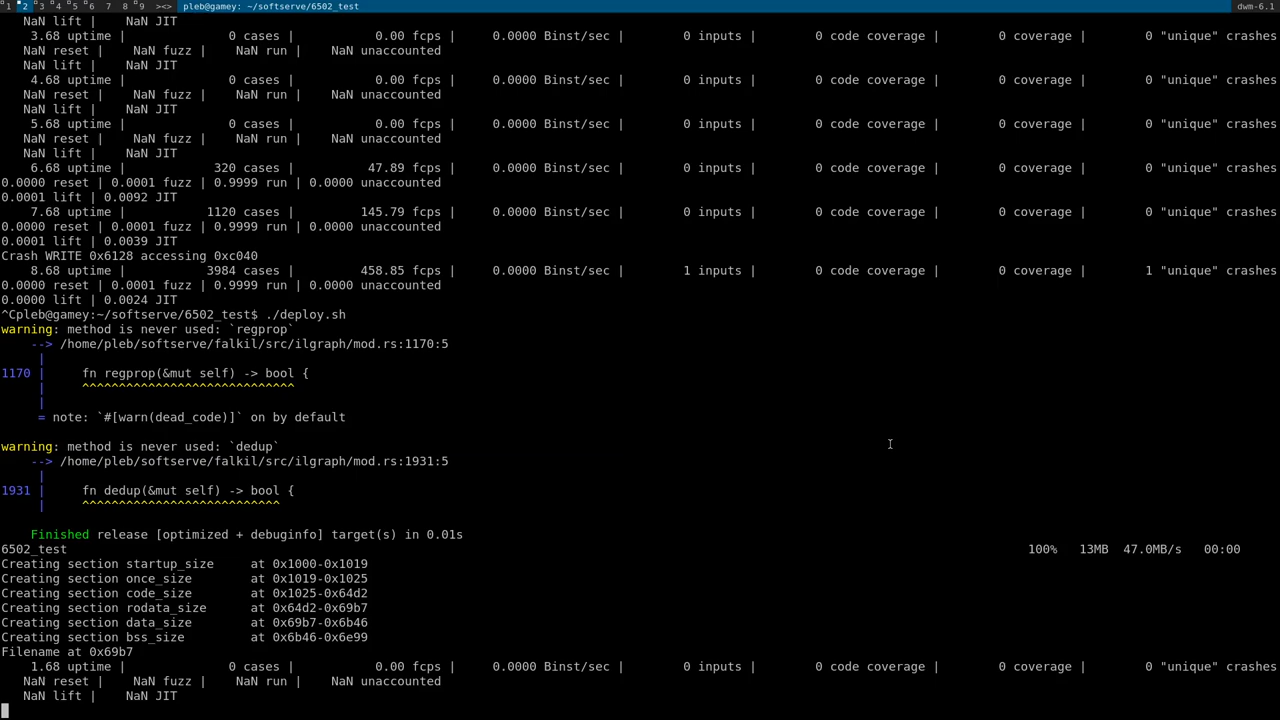 1 2 3 4 5 6 7 8 9 ><> pleb@gamey: ~/softserve/6502_test dwm-6.1
NaN lift | NaN JIT
3.68 uptime | 0 cases | 0.00 fcps | 0.0000 Binst/sec | 0 inputs | 0 code coverage | 0 coverage | 0 "unique" crashes
NaN reset | NaN fuzz | NaN run | NaN unaccounted
NaN lift | NaN JIT
4.68 uptime | 0 cases | 0.00 fcps | 0.0000 Binst/sec | 0 inputs | 0 code coverage | 0 coverage | 0 "unique" crashes
NaN reset | NaN fuzz | NaN run | NaN unaccounted
NaN lift | NaN JIT
5.68 uptime | 0 cases | 0.00 fcps | 0.0000 Binst/sec | 0 inputs | 0 code coverage | 0 coverage | 0 "unique" crashes
NaN reset | NaN fuzz | NaN run | NaN unaccounted
NaN lift | NaN JIT
6.68 uptime | 320 cases | 47.89 fcps | 0.0000 Binst/sec | 0 inputs | 0 code coverage | 0 coverage | 0 "unique" crashes
0.0000 reset | 0.0001 fuzz | 0.9999 run | 0.0000 unaccounted
0.0001 lift | 0.0092 JIT
7.68 uptime | 1120 cases | 145.79 fcps | 0.0000 Binst/sec | 0 inputs | 0 code coverage | 0 coverage | 0 "unique" crashes
0.0000 reset | 0.0001 fuzz | 0.9999 run | 0.0000 unaccounted
0.0001 lift | 0.0039 JIT
Crash WRITE 0x6128 accessing 0xc040
8.68 uptime | 3984 cases | 458.85 fcps | 0.0000 Binst/sec | 1 inputs | 0 code coverage | 0 coverage | 1 "unique" crashes
0.0000 reset | 0.0001 fuzz | 0.9999 run | 0.0000 unaccounted
0.0000 lift | 0.0024 JIT
^Cpleb@gamey:~/softserve/6502_test$ ./deploy.sh
warning: method is never used: `regprop`
--> /home/pleb/softserve/falkil/src/ilgraph/mod.rs:1170:5
|
1170 | fn regprop(&mut self) -> bool {
| ^^^^^^^^^^^^^^^^^^^^^^^^^^^^^
|
= note: `#[warn(dead_code)]` on by default
warning: method is never used: `dedup`
--> /home/pleb/softserve/falkil/src/ilgraph/mod.rs:1931:5
|
1931 | fn dedup(&mut self) -> bool {
| ^^^^^^^^^^^^^^^^^^^^^^^^^^^
Finished release [optimized + debuginfo] target(s) in 0.01s
6502_test 100% 13MB 47.0MB/s 00:00
Creating section startup_size at 0x1000-0x1019
Creating section once_size at 0x1019-0x1025
Creating section code_size at 0x1025-0x64d2
Creating section rodata_size at 0x64d2-0x69b7
Creating section data_size at 0x69b7-0x6b46
Creating section bss_size at 0x6b46-0x6e99
Filename at 0x69b7
1.68 uptime | 0 cases | 0.00 fcps | 0.0000 Binst/sec | 0 inputs | 0 code coverage | 0 coverage | 0 "unique" crashes
NaN reset | NaN fuzz | NaN run | NaN unaccounted
NaN lift | NaN JIT